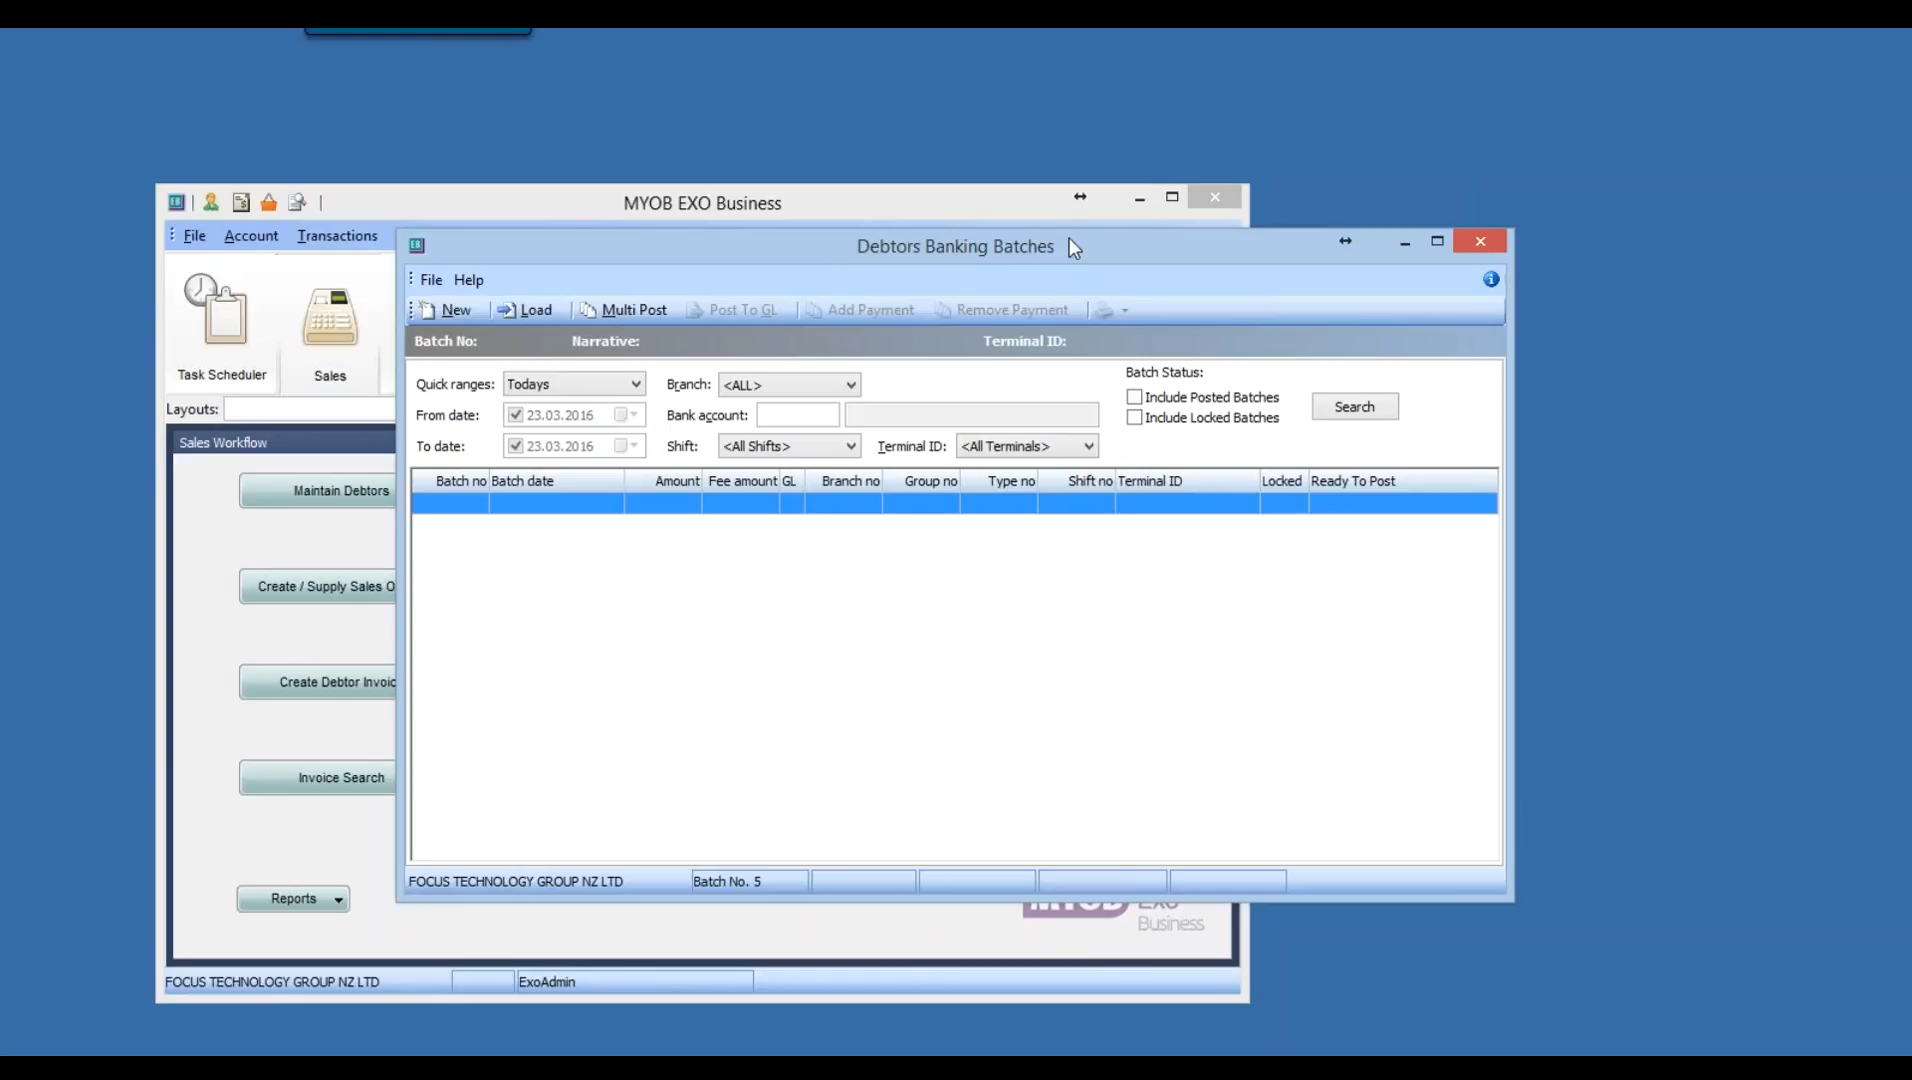 MYOB EXO Business
File Account Transactions
Debtors Banking Batches
File Help
New Load Multi Post Post To GL Add Payment Remove Payment
Batch No: Narrative: Terminal ID:
Task Scheduler Sales
Layouts:
Quick ranges: Todays Branch: <ALL>
Batch Status:
From date: 23.03.2016 Bank account:
Include Posted Batches
Include Locked Batches
Search
To date: 23.03.2016 Shift: <All Shifts> Terminal ID: <All Terminals>
Batch no Batch date Amount Fee amount GL Branch no Group no Type no Shift no Terminal ID Locked Ready To Post
Sales Workflow
Maintain Debtors
Create / Supply Sales O
Create Debtor Invoic
Invoice Search
Reports
FOCUS TECHNOLOGY GROUP NZ LTD Batch No. 5
MYOB Exo
Business
FOCUS TECHNOLOGY GROUP NZ LTD ExoAdmin